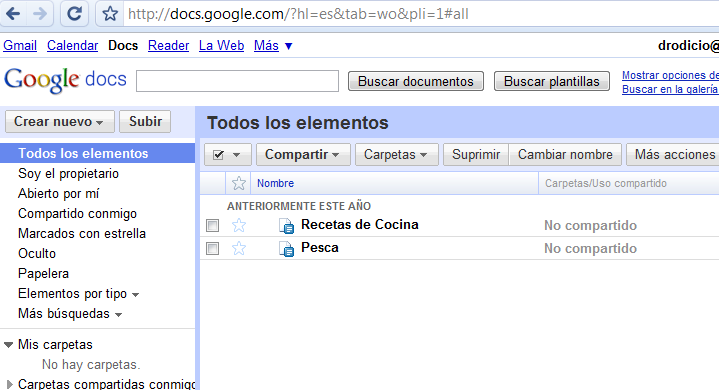 http://docs.google.com/?hl=es&tab=wo&pli=1#all
Gmail Calendar Docs Reader La Web Más ▼ drodicio@
Google docs Buscar documentos Buscar plantillas Mostrar opciones de
Buscar en la galería
Crear nuevo Subir
Todos los elementos
Todos los elementos
Soy el propietario
Abierto por mí
Compartido conmigo
Marcados con estrella
Oculto
Papelera
Elementos por tipo
Más búsquedas
Mis carpetas
No hay carpetas.
Carpetas compartidas conmigo
Compartir Carpetas Suprimir Cambiar nombre Más acciones
Nombre Carpetas/Uso compartido
ANTERIORMENTE ESTE AÑO
Recetas de Cocina No compartido
Pesca No compartido